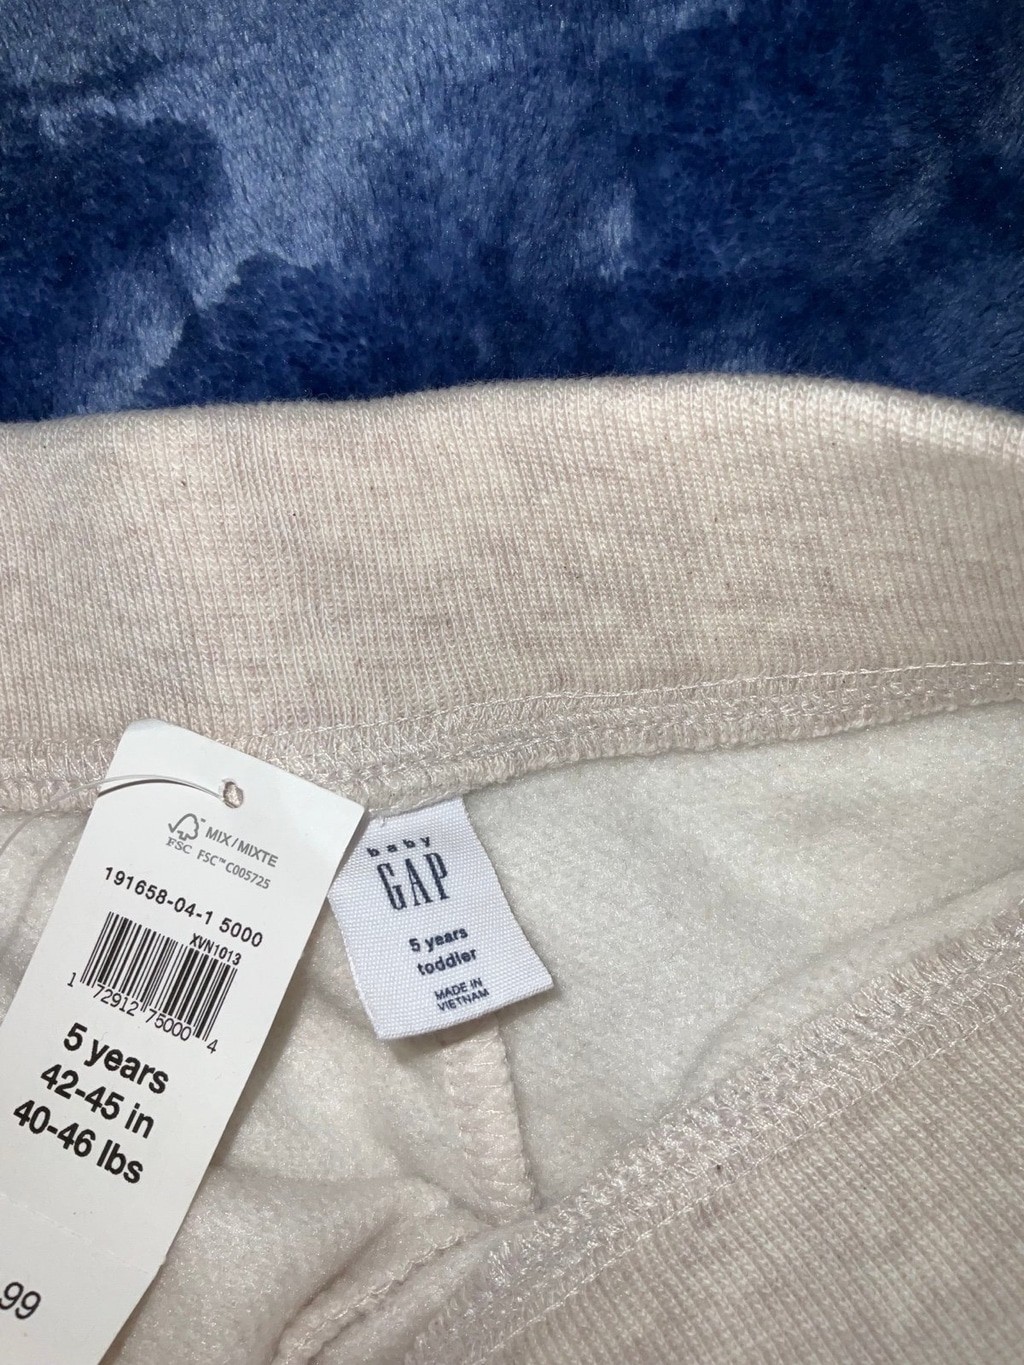 MIX/MIXTE
FSC FSC™ C005725
191658-04-1 5000
XVN1013
1 72912 75000 4
5 years
42-45 in
40-46 lbs
99
baby
GAP
5 years
toddler
MADE IN
VIETNAM